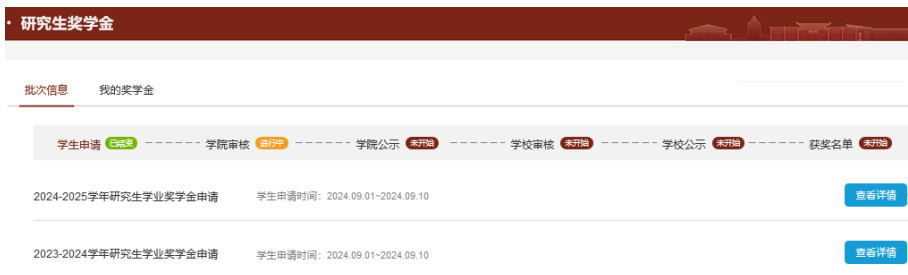 · 研究生奖学金
批次信息 我的奖学金
学生申请 已结束 ------ 学院审核 进行中 ------ 学院公示 未开始 ------ 学校审核 未开始 ------ 学校公示 未开始 ------ 获奖名单 未开始
2024-2025学年研究生学业奖学金申请 学生申请时间：2024.09.01~2024.09.10 查看详情
2023-2024学年研究生学业奖学金申请 学生申请时间：2024.09.01~2024.09.10 查看详情